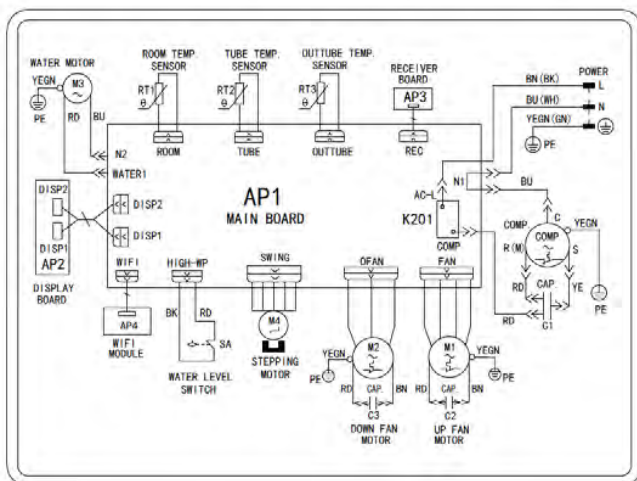 ROOM TEMP. SENSOR
TUBE TEMP. SENSOR
OUTTUBE TEMP. SENSOR
WATER MOTOR
RECEIVER BOARD
POWER
YEGN
M3
RT1
θ
RT2
θ
RT3
θ
AP3
BN(BK)
L
BU(WH)
N
YEGN(GN)
PE
PE
RD
BU
N2
WATER1
ROOM
TUBE
OUTTUBE
REC
N1
BU
AC-L
K201
COMP
AP1
MAIN BOARD
DISP2
DISP1
AP2
DISPLAY BOARD
DISP2
DISP1
COMP.
C
YEGN
R(M)
COMP
S
RD
CAP.
YE
PE
C1
RD
WIFI
HIGH-WP
SWING
OFAN
FAN
AP4
WIFI MODULE
BK
RD
SA
WATER LEVEL SWITCH
M4
STEPPING MOTOR
YEGN
M2
PE
RD
CAP.
BN
C3
DOWN FAN MOTOR
M1
YEGN
PE
RD
CAP.
BN
C2
UP FAN MOTOR